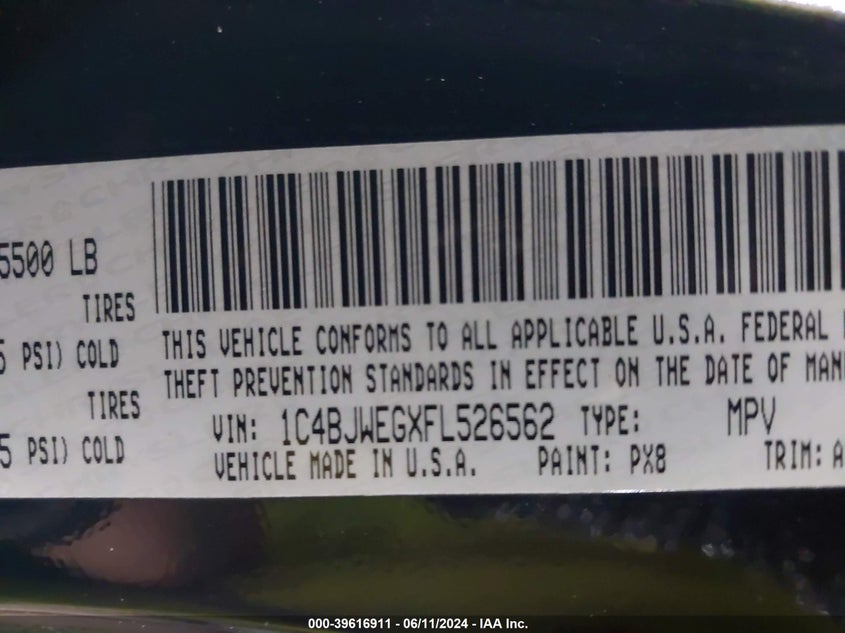 5500 LB
TIRES
5 PSI) COLD
TIRES
5 PSI) COLD
THIS VEHICLE CONFORMS TO ALL APPLICABLE U.S.A. FEDERAL
THEFT PREVENTION STANDARDS IN EFFECT ON THE DATE OF MAN
VIN: 1C4BJWEGXFL526562 TYPE: MPV
VEHICLE MADE IN U.S.A. PAINT: PX8 TRIM: A
000-39616911 - 06/11/2024 - IAA Inc.